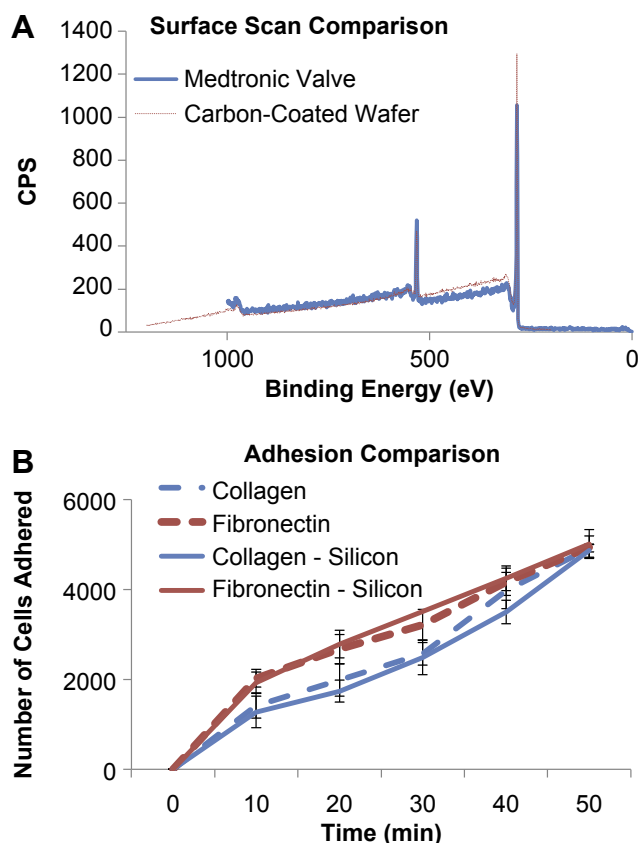 A
Surface Scan Comparison
1400
1200
1000
800
600
400
200
0
CPS
Medtronic Valve
Carbon-Coated Wafer
1000
500
0
Binding Energy (eV)
B
Adhesion Comparison
6000
4000
2000
0
Number of Cells Adhered
Collagen
Fibronectin
Collagen - Silicon
Fibronectin - Silicon
0
10
20
30
40
50
Time (min)